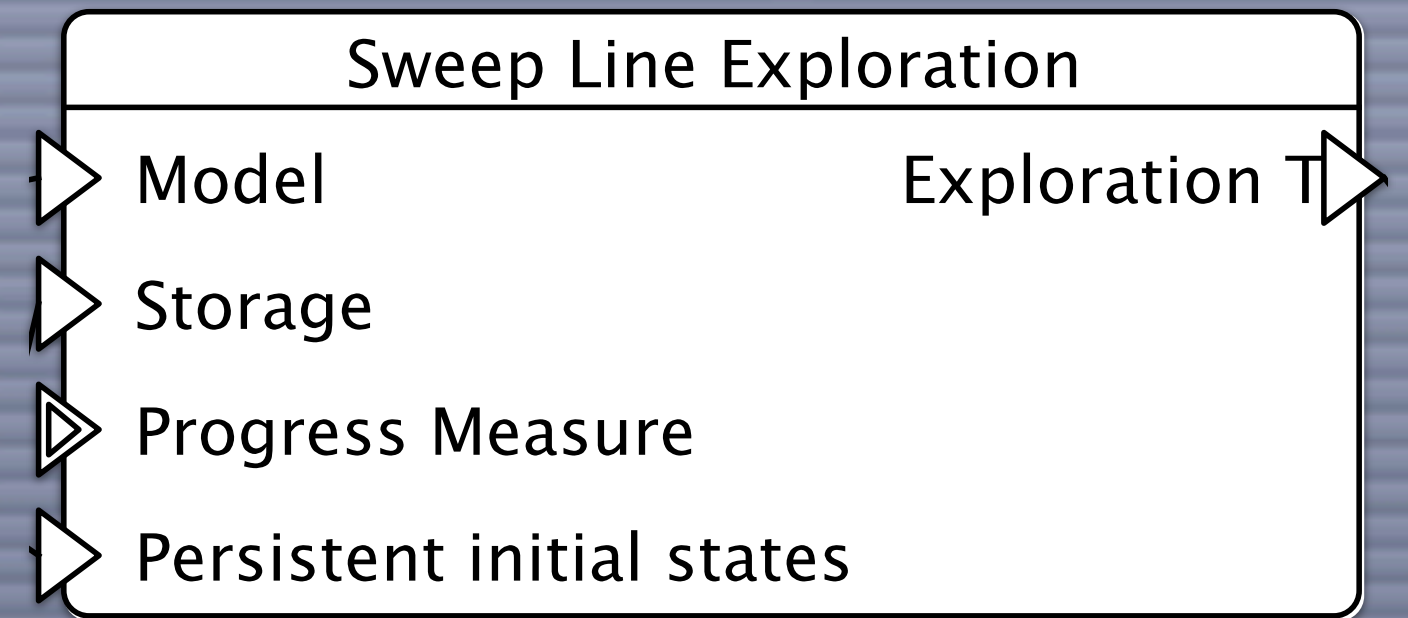 Sweep Line Exploration
Model
Exploration T
Storage
Progress Measure
Persistent initial states